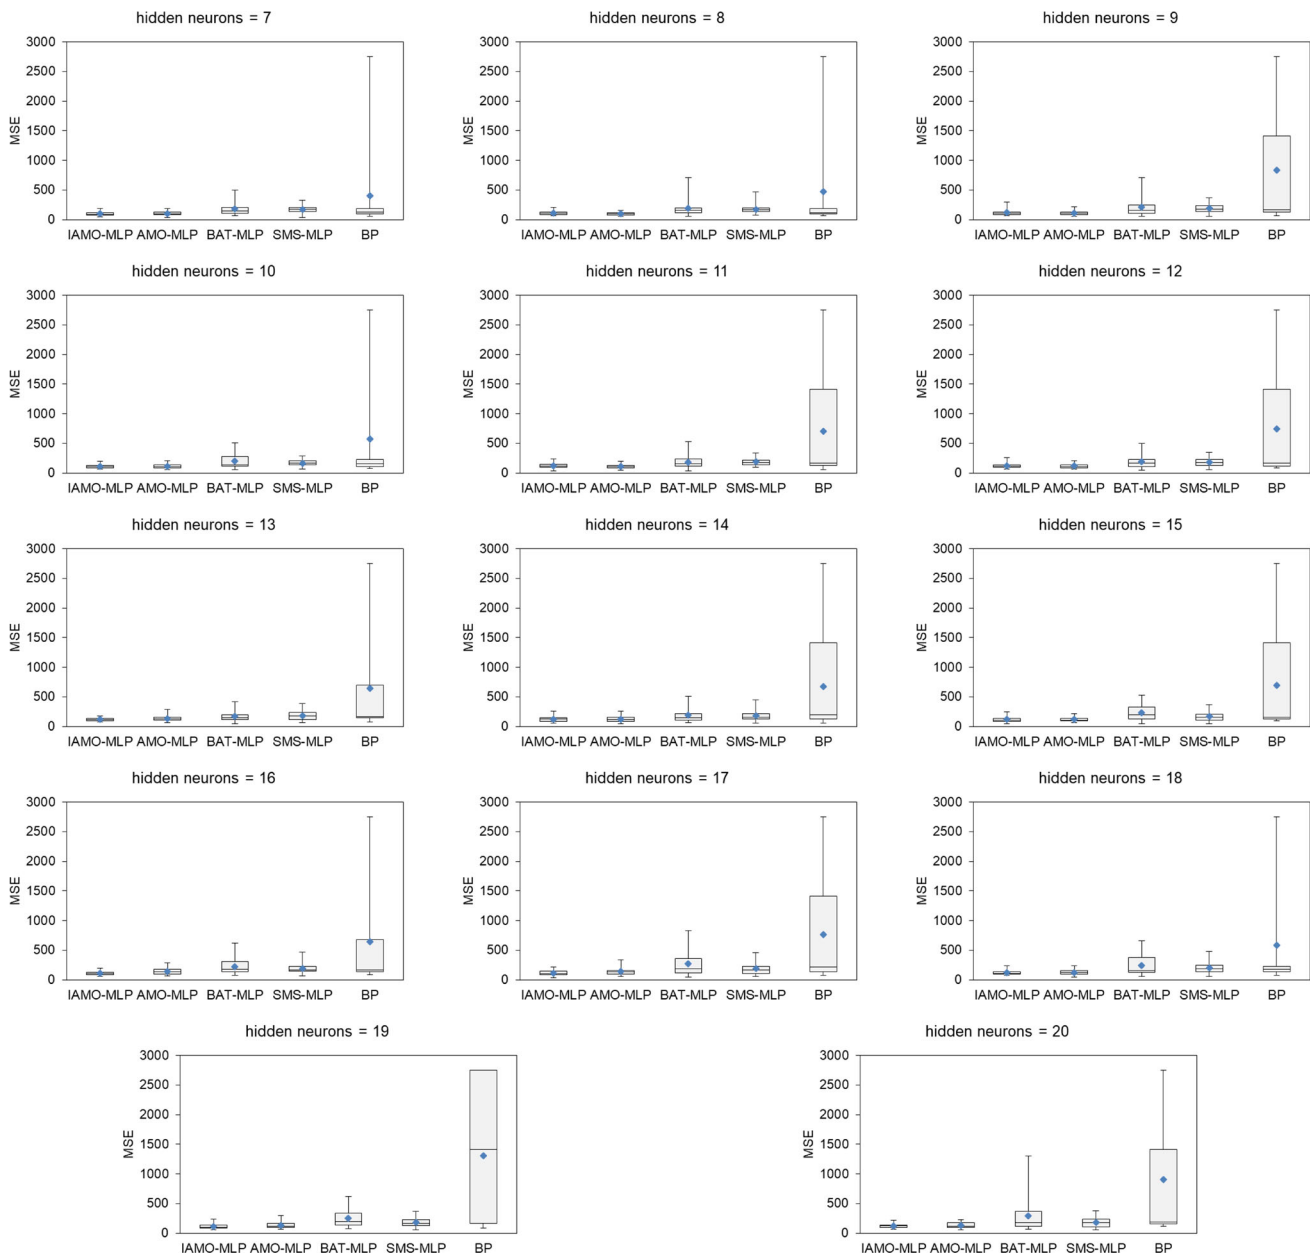 hidden neurons = 7
3000
2500
2000
1500
1000
500
0
MSE
IAMO-MLP AMO-MLP BAT-MLP SMS-MLP BP
hidden neurons = 8
3000
2500
2000
1500
1000
500
0
MSE
IAMO-MLP AMO-MLP BAT-MLP SMS-MLP BP
hidden neurons = 9
3000
2500
2000
1500
1000
500
0
MSE
IAMO-MLP AMO-MLP BAT-MLP SMS-MLP BP
hidden neurons = 10
3000
2500
2000
1500
1000
500
0
MSE
IAMO-MLP AMO-MLP BAT-MLP SMS-MLP BP
hidden neurons = 11
3000
2500
2000
1500
1000
500
0
MSE
IAMO-MLP AMO-MLP BAT-MLP SMS-MLP BP
hidden neurons = 12
3000
2500
2000
1500
1000
500
0
MSE
IAMO-MLP AMO-MLP BAT-MLP SMS-MLP BP
hidden neurons = 13
3000
2500
2000
1500
1000
500
0
MSE
IAMO-MLP AMO-MLP BAT-MLP SMS-MLP BP
hidden neurons = 14
3000
2500
2000
1500
1000
500
0
MSE
IAMO-MLP AMO-MLP BAT-MLP SMS-MLP BP
hidden neurons = 15
3000
2500
2000
1500
1000
500
0
MSE
IAMO-MLP AMO-MLP BAT-MLP SMS-MLP BP
hidden neurons = 16
3000
2500
2000
1500
1000
500
0
MSE
IAMO-MLP AMO-MLP BAT-MLP SMS-MLP BP
hidden neurons = 17
3000
2500
2000
1500
1000
500
0
MSE
IAMO-MLP AMO-MLP BAT-MLP SMS-MLP BP
hidden neurons = 18
3000
2500
2000
1500
1000
500
0
MSE
IAMO-MLP AMO-MLP BAT-MLP SMS-MLP BP
hidden neurons = 19
3000
2500
2000
1500
1000
500
0
MSE
IAMO-MLP AMO-MLP BAT-MLP SMS-MLP BP
hidden neurons = 20
3000
2500
2000
1500
1000
500
0
MSE
IAMO-MLP AMO-MLP BAT-MLP SMS-MLP BP